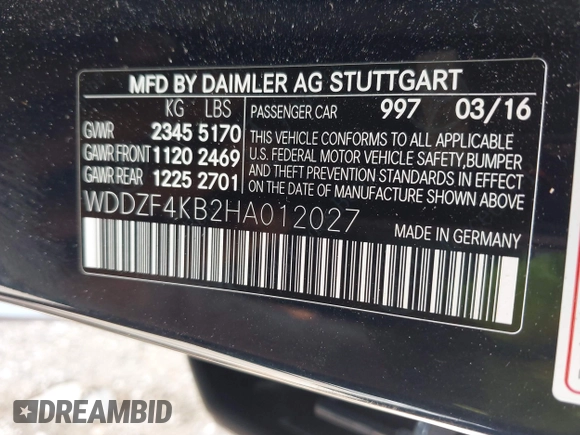 MFD BY DAIMLER AG STUTTGART
KG LBS PASSENGER CAR 997 03/16
GVWR 2345 5170
GAWR FRONT 1120 2469
GAWR REAR 1225 2701
THIS VEHICLE CONFORMS TO ALL APPLICABLE
U.S. FEDERAL MOTOR VEHICLE SAFETY,BUMPER
AND THEFT PREVENTION STANDARDS IN EFFECT
ON THE DATE OF MANUFACTURE SHOWN ABOVE.
WDDZF4KB2HA012027
MADE IN GERMANY
DREAMBID